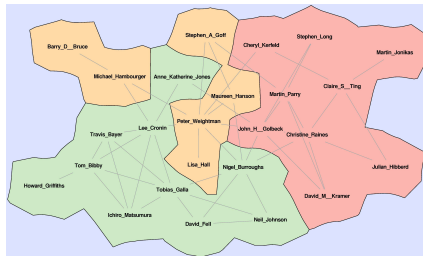 Stephen_A_Goff
Stephen_Long
Barry_D__Bruce
Cheryl_Kerfeld
Martin_Jonikas
Michael_Hambourger
Anne_Katherine_Jones
Claire_S__Ting
Maureen_Hanson
Martin_Parry
Peter_Weightman
Travis_Bayer
Lee_Cronin
John_H__Golbeck
Christine_Raines
Tom_Bibby
Lisa_Hall
Nigel_Burroughs
Julian_Hibberd
Howard_Griffiths
Tobias_Galla
David_M__Kramer
Ichiro_Matsumura
David_Fell
Neil_Johnson